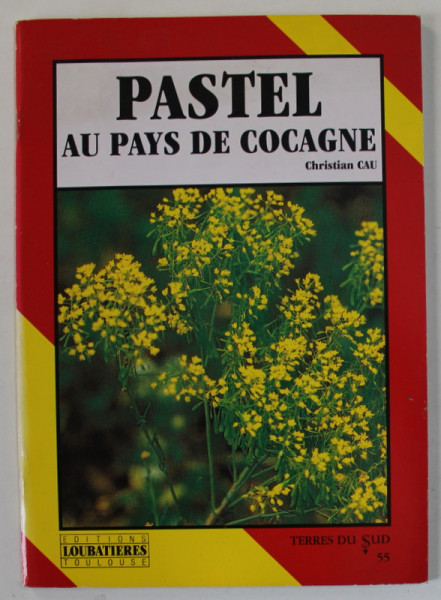 PASTEL
AU PAYS DE COCAGNE
Christian CAU
EDITIONS
LOUBATIERES
TOULOUSE
TERRES DU SUD
55